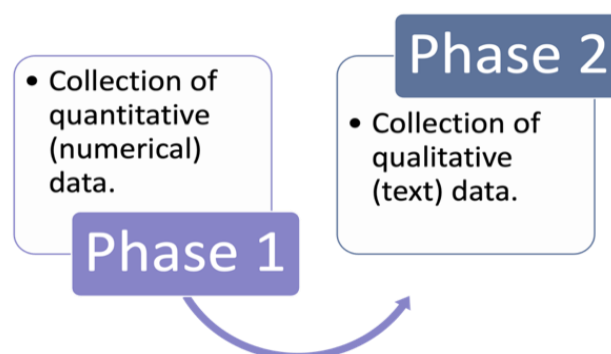 • Collection of
quantitative
(numerical)
data.
Phase 1
Phase 2
• Collection of
qualitative
(text) data.